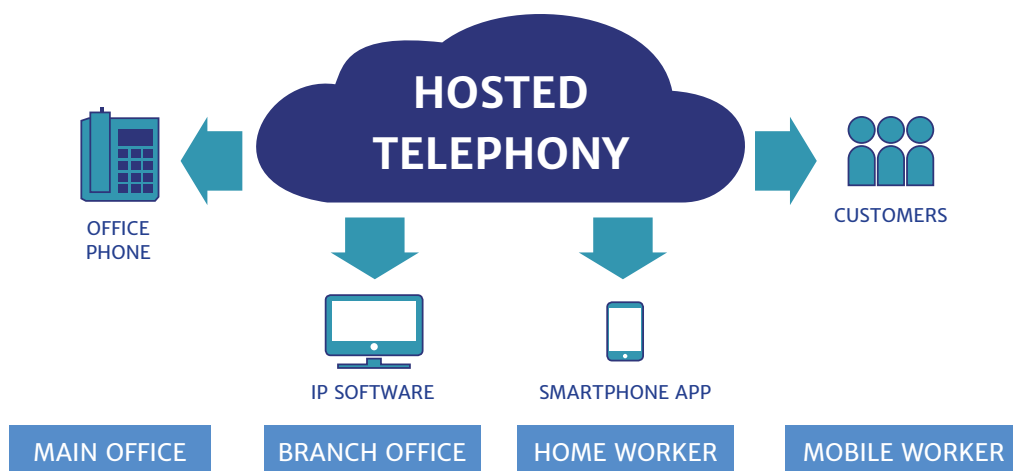 HOSTED
TELEPHONY
OFFICE
PHONE
CUSTOMERS
IP SOFTWARE
SMARTPHONE APP
MAIN OFFICE
BRANCH OFFICE
HOME WORKER
MOBILE WORKER